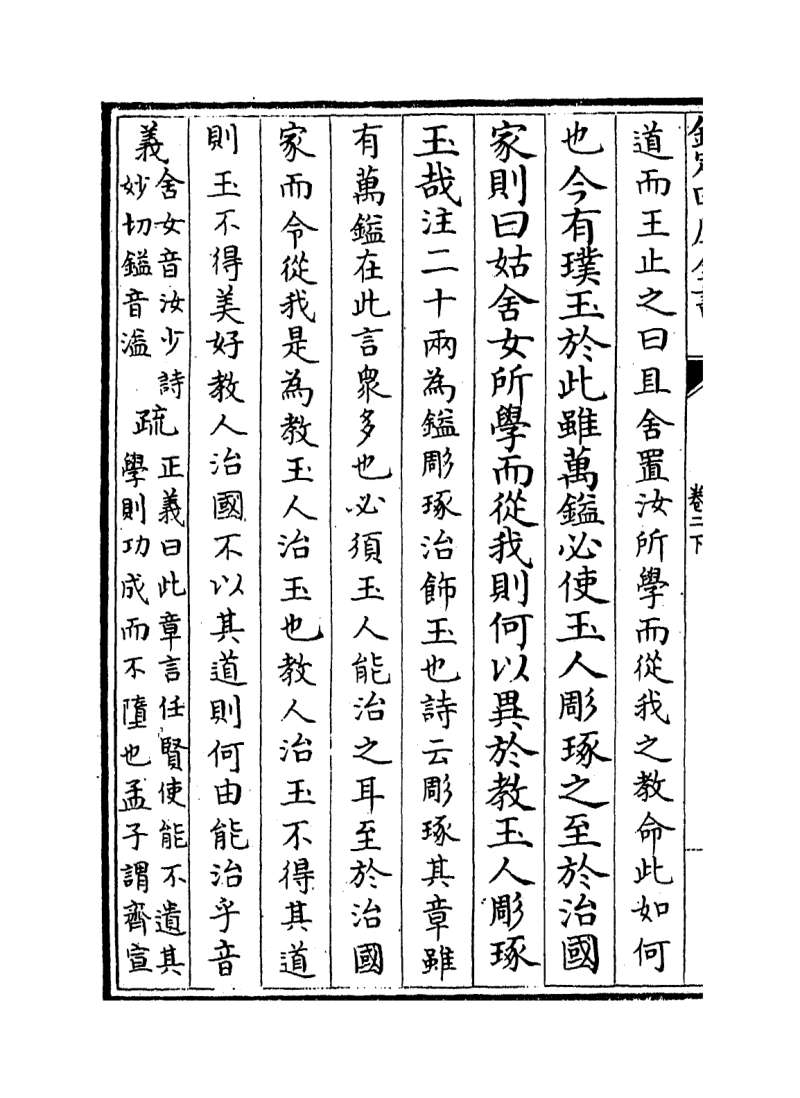 欽定四庫全書
卷二下
道而王止之曰且舍置汝所學而從我之教命此如何
也今有璞玉於此雖萬鎰必使玉人彫琢之至於治國
家則曰姑舍女所學而從我則何以異於教玉人彫琢
玉哉注二十兩為鎰彫琢治飾玉也詩云彫琢其章雖
有萬鎰在此言衆多也必須玉人能治之耳至於治國
家而令從我是為教玉人治玉也教人治玉不得其道
則玉不得美好教人治國不以其道則何由能治乎音
義舍女音汝少詩
妙切鎰音溢
疏正義曰此章言任賢使能不遺其
學則功成而不墮也孟子謂齊宣